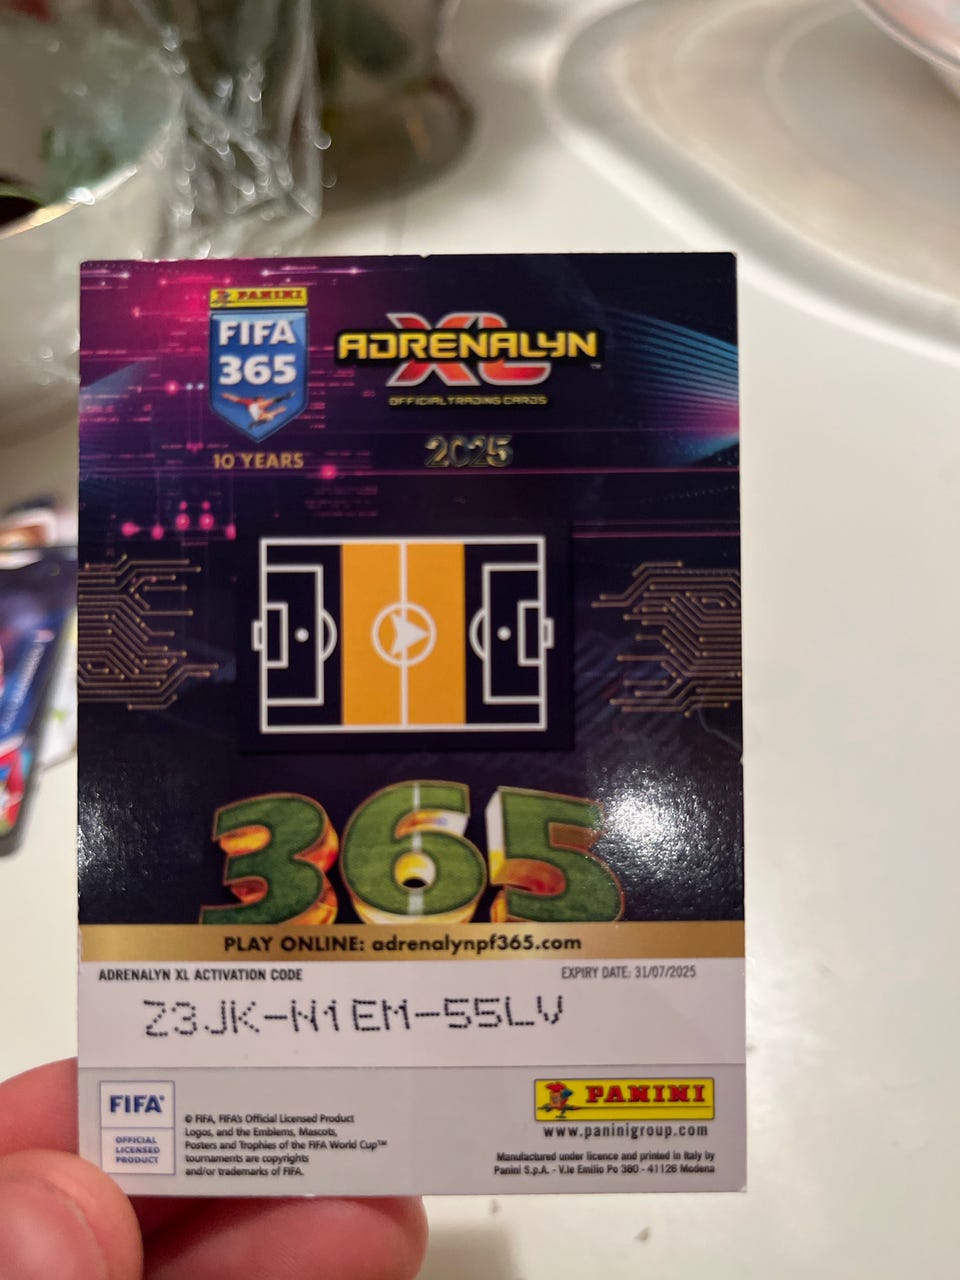 PANINI
FIFA
365
10 YEARS
ADRENALYN
XL
™
OFFICIAL TRADING CARDS
2025
365
PLAY ONLINE: adrenalynpf365.com
ADRENALYN XL ACTIVATION CODE
EXPIRY DATE: 31/07/2025
Z3JK-N1EM-55LV
FIFA®
OFFICIAL
LICENSED
PRODUCT
© FIFA, FIFA's Official Licensed Product
Logos, and the Emblems, Mascots,
Posters and Trophies of the FIFA World Cup™
tournaments are copyrights
and/or trademarks of FIFA.
PANINI
www.paninigroup.com
Manufactured under licence and printed in Italy by
Panini S.p.A. - V.le Emilio Po 380 - 41126 Modena